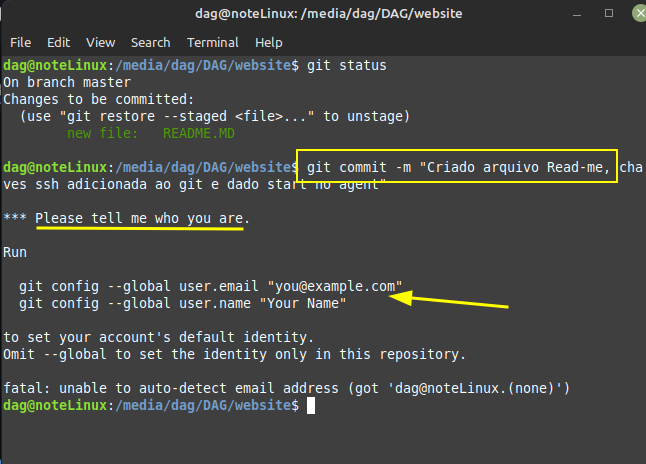 dag@noteLinux: /media/dag/DAG/website
File Edit View Search Terminal Help
dag@noteLinux:/media/dag/DAG/website$ git status
On branch master
Changes to be committed:
  (use "git restore --staged <file>..." to unstage)
        new file:   README.MD
dag@noteLinux:/media/dag/DAG/website$ git commit -m "Criado arquivo Read-me, cha
ves ssh adicionada ao git e dado start no agent"
*** Please tell me who you are.
Run
  git config --global user.email "you@example.com"
  git config --global user.name "Your Name"
to set your account's default identity.
Omit --global to set the identity only in this repository.
fatal: unable to auto-detect email address (got 'dag@noteLinux.(none)')
dag@noteLinux:/media/dag/DAG/website$